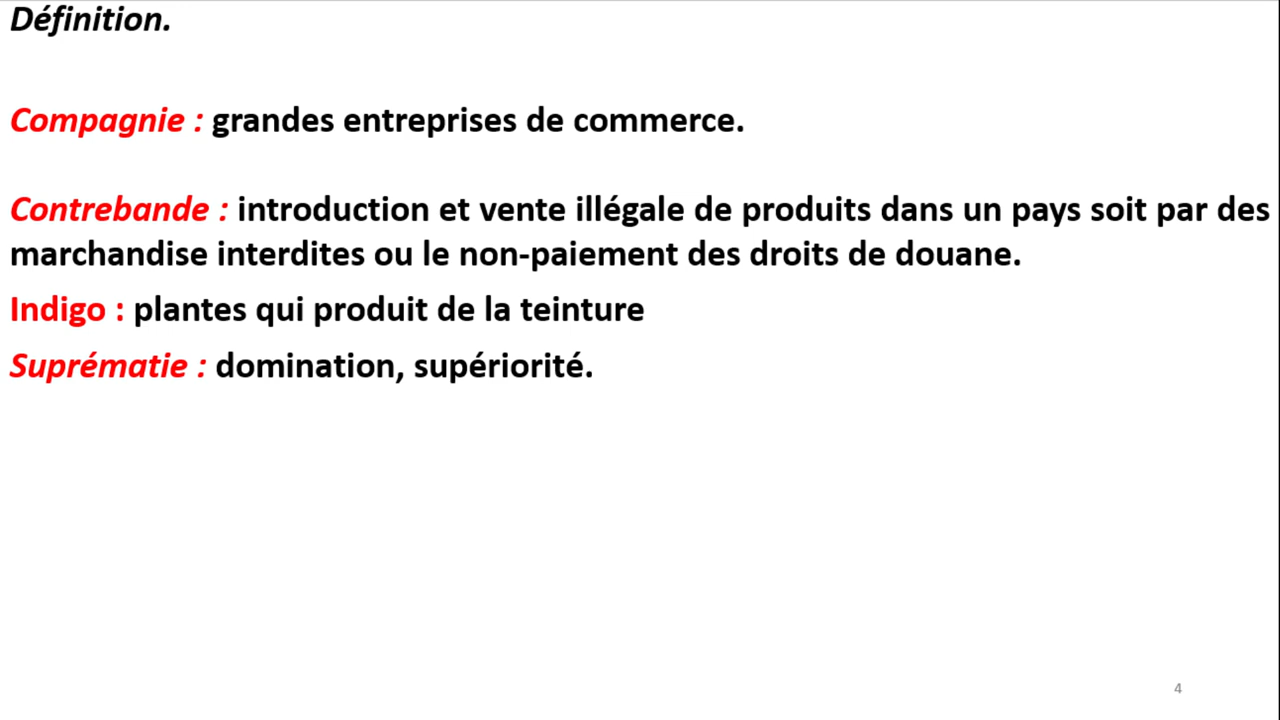 Définition.
Compagnie : grandes entreprises de commerce.
Contrebande : introduction et vente illégale de produits dans un pays soit par des
marchandise interdites ou le non-paiement des droits de douane.
Indigo : plantes qui produit de la teinture
Suprématie : domination, supériorité.
4